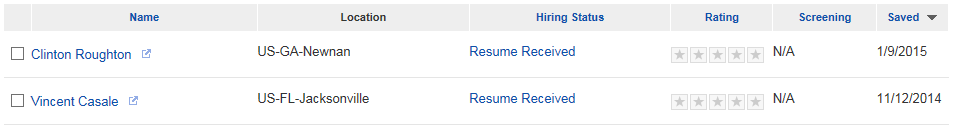 Name Location Hiring Status Rating Screening Saved
Clinton Roughton US-GA-Newnan Resume Received N/A 1/9/2015
Vincent Casale US-FL-Jacksonville Resume Received N/A 11/12/2014